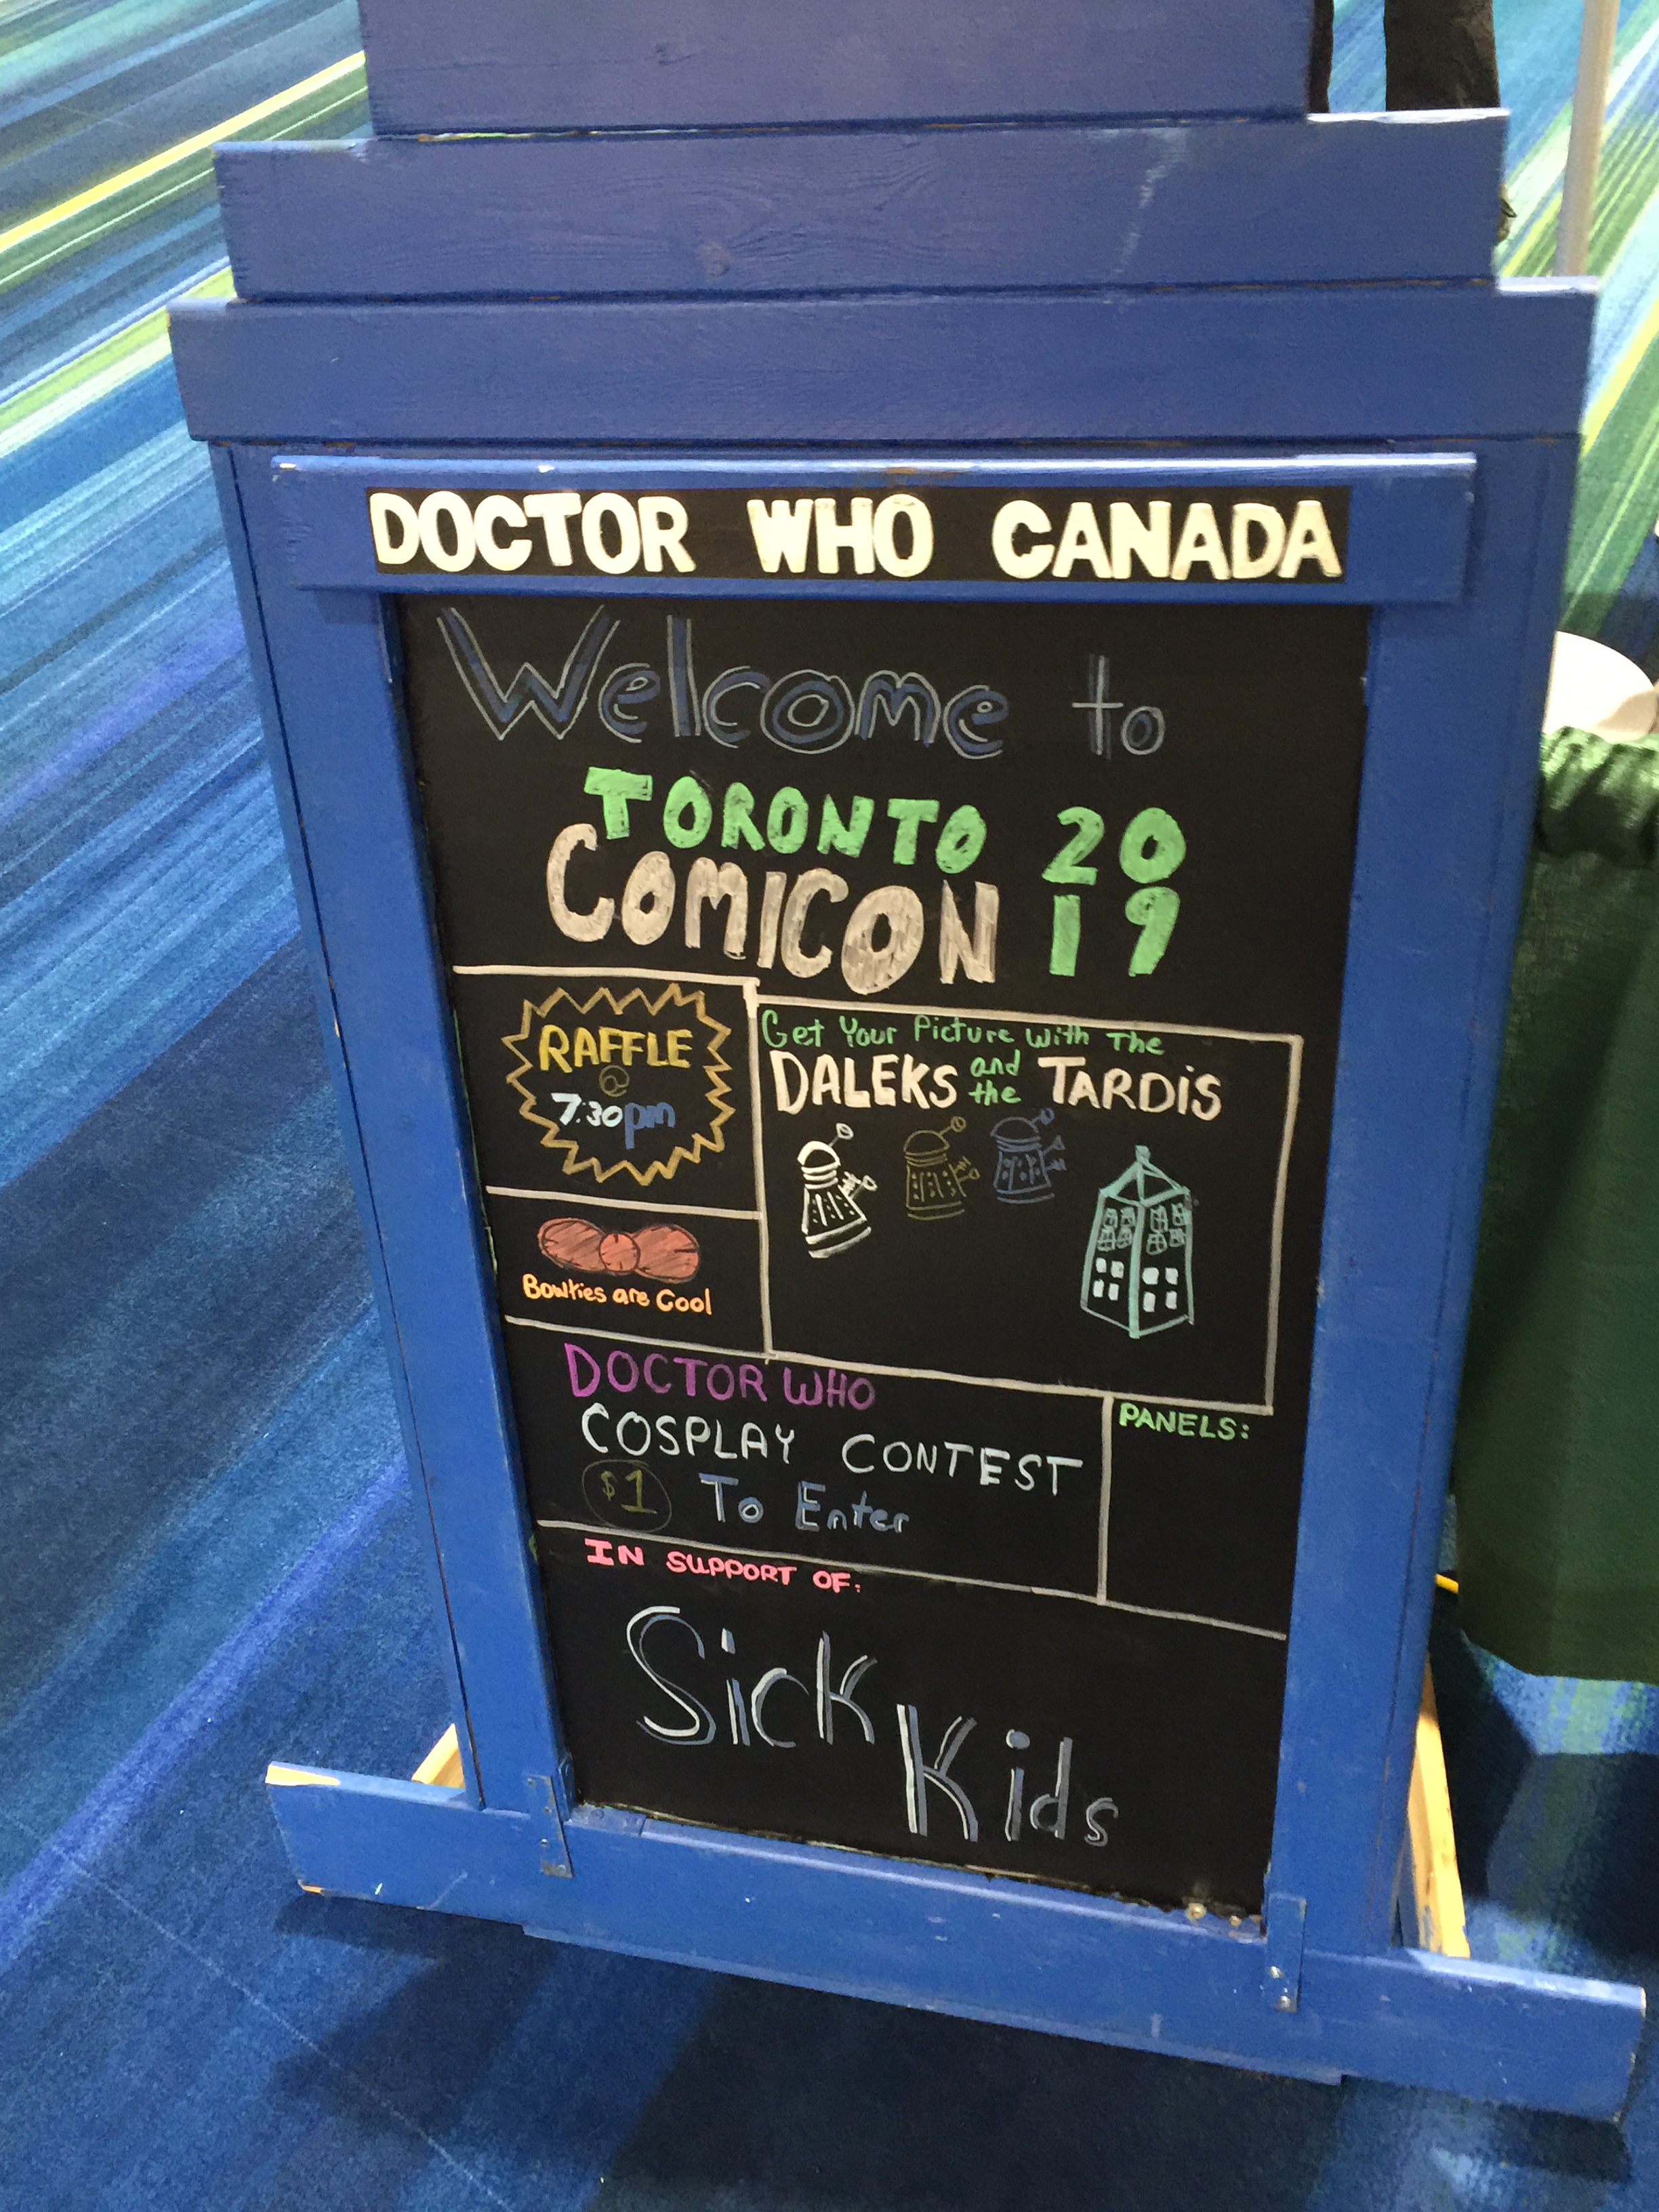 DOCTOR WHO CANADA
Welcome to
TORONTO 20
COMICON 19
RAFFLE
@
7:30pm
Get Your Picture with The
DALEKS and the TARDIS
Bowties are Cool
DOCTOR WHO
COSPLAY CONTEST
$1 To Enter
PANELS:
IN SUPPORT OF:
Sick
Kids